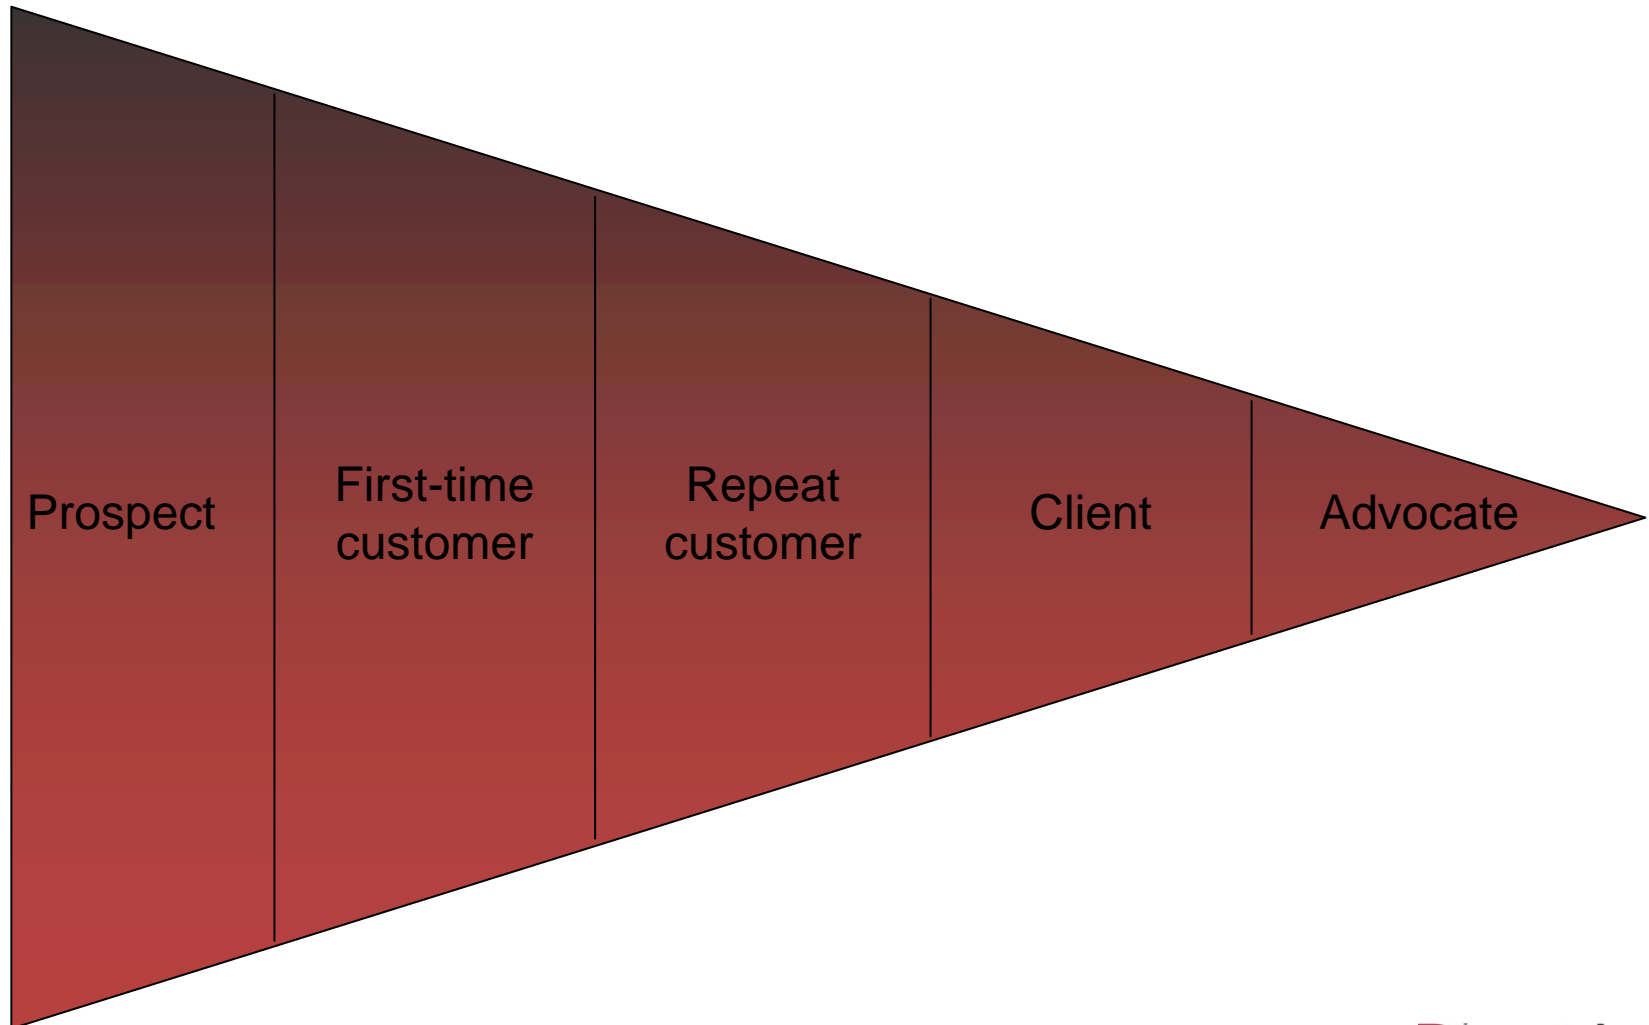 Prospect
First-time
customer
Repeat
customer
Client
Advocate